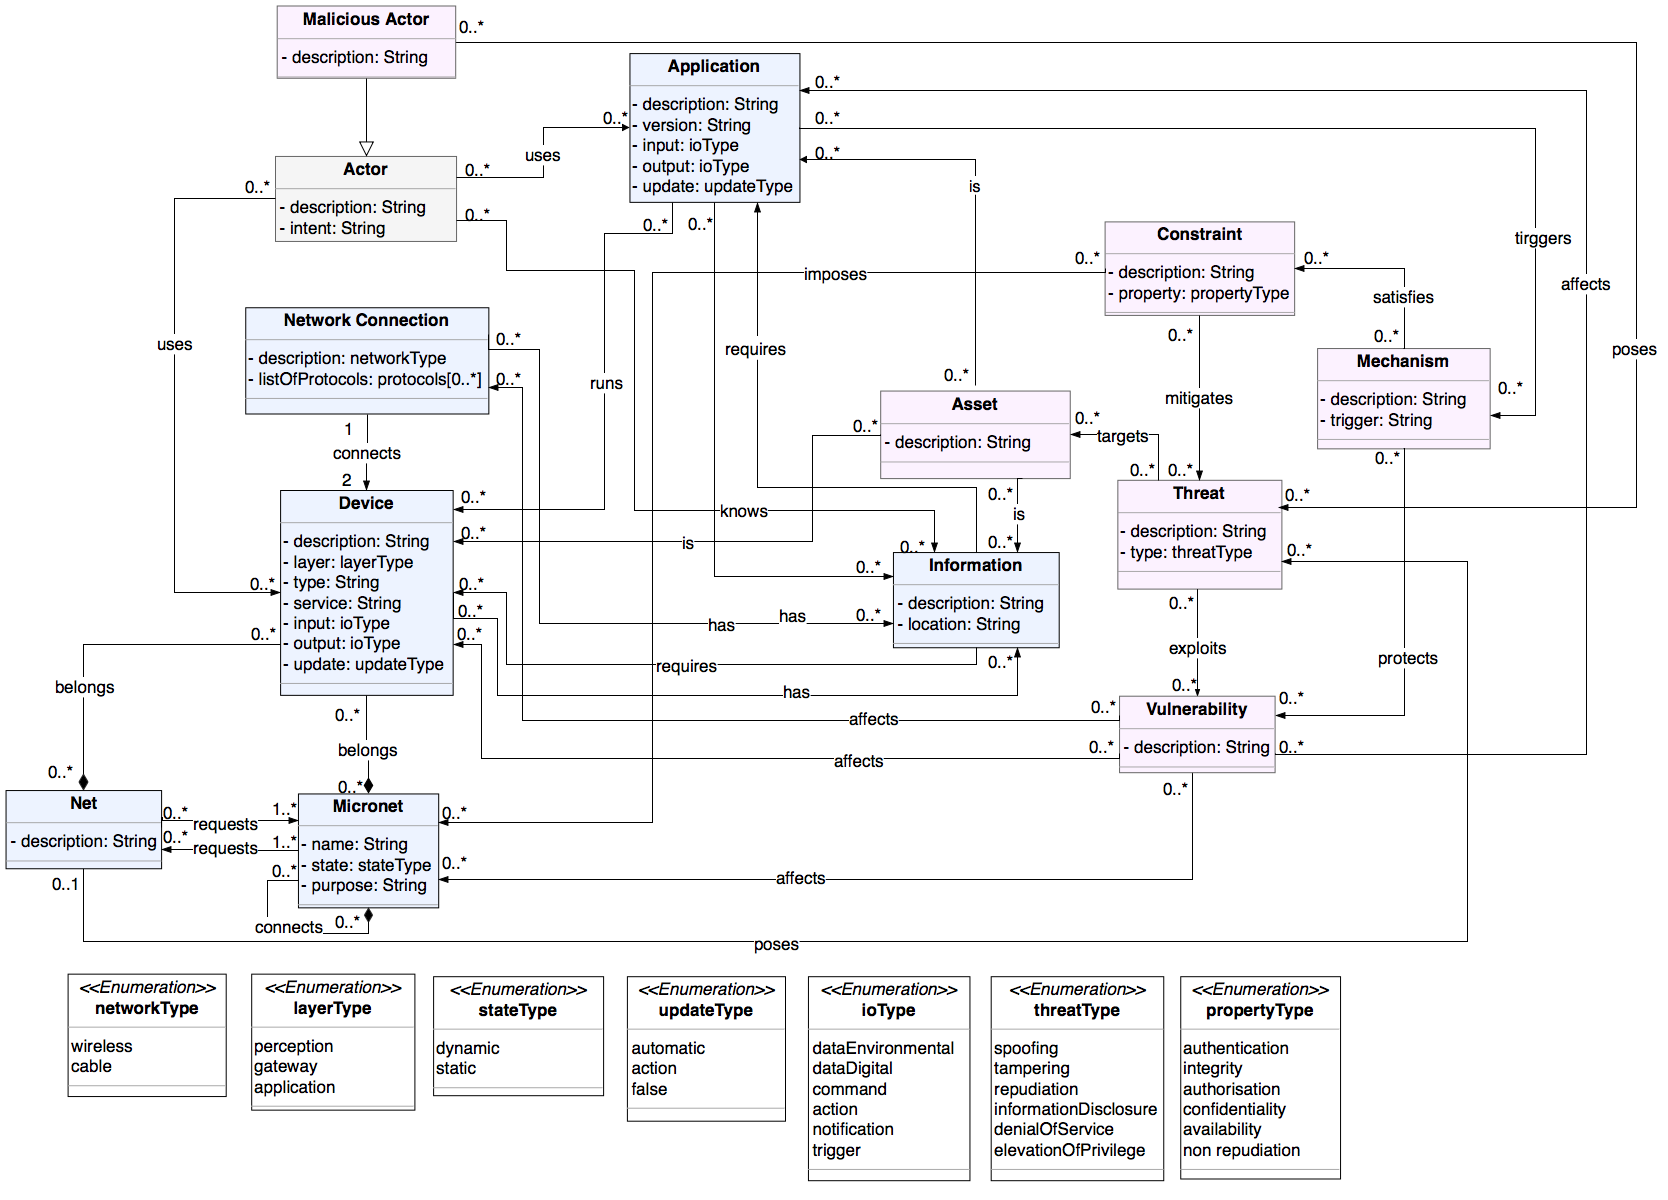 Malicious Actor
- description: String
0..*
Application
- description: String
- version: String
- input: ioType
- output: ioType
- update: updateType
0..*
0..*
0..*
0..*
uses
0..*
Actor
- description: String
- intent: String
0..*
0..*
0..*
0..*
is
tirggers
affects
poses
Constraint
- description: String
- property: propertyType
0..*
0..*
0..*
imposes
satisfies
0..*
Mechanism
- description: String
- trigger: String
0..*
0..*
uses
Network Connection
- description: networkType
- listOfProtocols: protocols[0..*]
0..*
0..*
requires
runs
1
connects
2
0..*
Asset
- description: String
0..*
0..*
targets
mitigates
0..*
0..*
0..*
is
0..*
Device
- description: String
- layer: layerType
- type: String
- service: String
- input: ioType
- output: ioType
- update: updateType
0..*
0..*
0..*
0..*
0..*
0..*
0..*
knows
is
0..*
0..*
0..*
Information
- description: String
- location: String
0..*
0..*
has
has
requires
has
Threat
- description: String
- type: threatType
0..*
0..*
0..*
exploits
0..*
protects
0..*
Vulnerability
- description: String
0..*
0..*
0..*
0..*
affects
affects
belongs
0..*
belongs
0..*
0..*
Net
- description: String
0..1
0..*
requests
1..*
0..*
requests
1..*
Micronet
- name: String
- state: stateType
- purpose: String
0..*
0..*
0..*
connects
0..*
affects
poses
<<Enumeration>>
networkType
wireless
cable
<<Enumeration>>
layerType
perception
gateway
application
<<Enumeration>>
stateType
dynamic
static
<<Enumeration>>
updateType
automatic
action
false
<<Enumeration>>
ioType
dataEnvironmental
dataDigital
command
action
notification
trigger
<<Enumeration>>
threatType
spoofing
tampering
repudiation
informationDisclosure
denialOfService
elevationOfPrivilege
<<Enumeration>>
propertyType
authentication
integrity
authorisation
confidentiality
availability
non repudiation